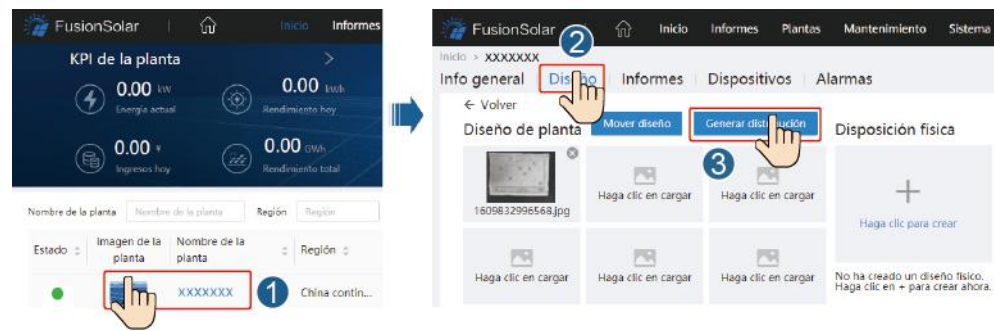 FusionSolar
Inicio
Informes
KPI de la planta
0.00 kW
Energía actual
0.00 kWh
Rendimiento hoy
0.00 ¥
Ingresos hoy
0.00 GWh
Rendimiento total
Nombre de la planta
Nombre de la planta
Región
Región
Estado
Imagen de la planta
Nombre de la planta
Región
XXXXXXX
1
China contin...
FusionSolar
2
Inicio
Informes
Plantas
Mantenimiento
Sistema
Inicio > XXXXXXX
Info general
Diseño
Informes
Dispositivos
Alarmas
← Volver
Diseño de planta
Mover diseño
Generar distribución
Disposición física
3
1609832996568.jpg
Haga clic en cargar
Haga clic en cargar
Haga clic para crear
Haga clic en cargar
Haga clic en cargar
Haga clic en cargar
No ha creado un diseño físico.
Haga clic en + para crear ahora.